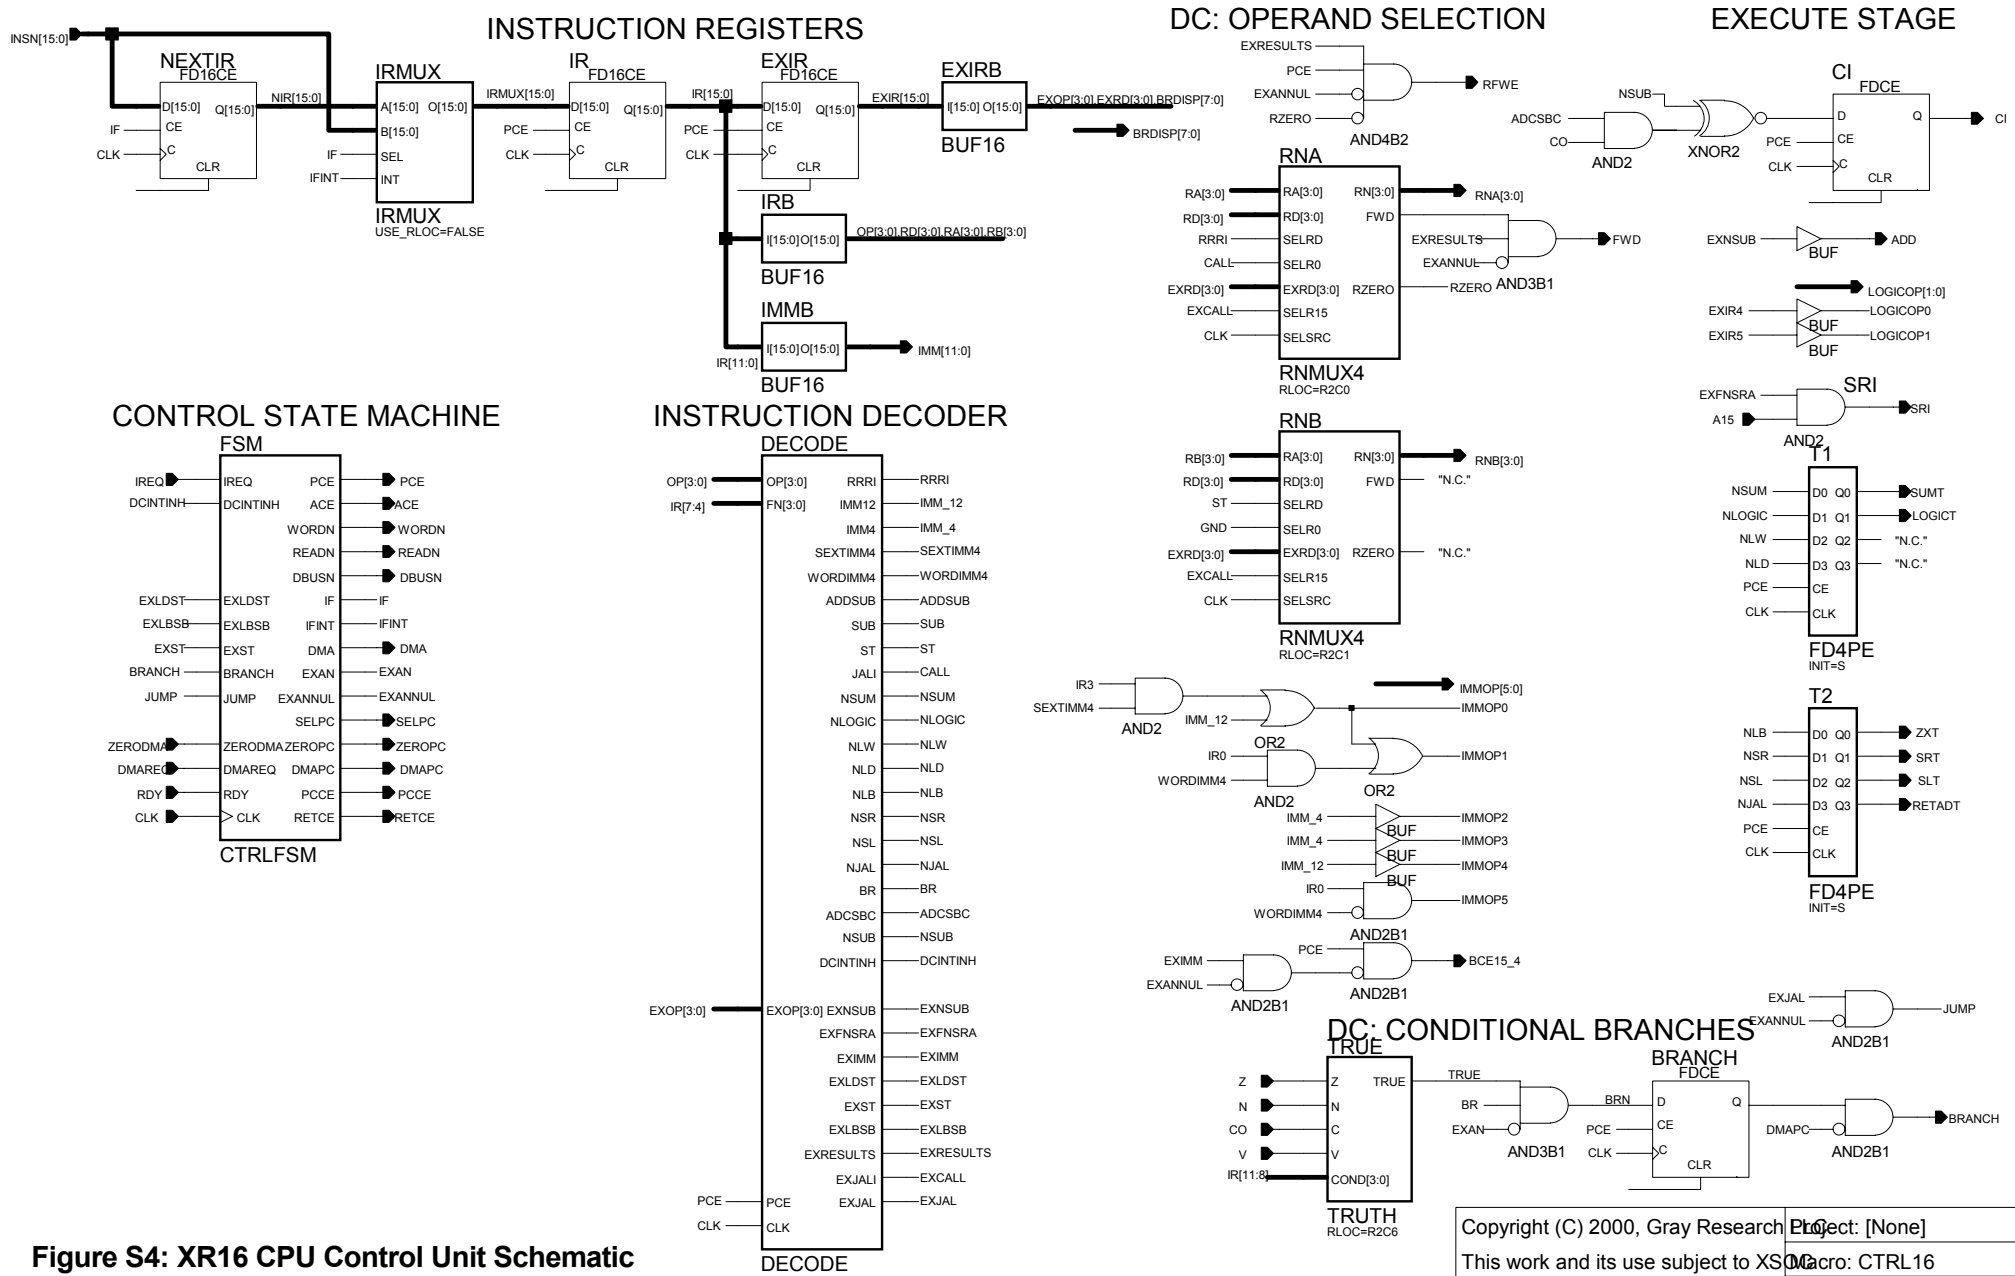 INSTRUCTION REGISTERS
INSN[15:0]
NEXTIR
FD16CE
D[15:0] Q[15:0]
CE
C
CLR
IF
CLK
NIR[15:0]
IRMUX
A[15:0] O[15:0]
B[15:0]
SEL
INT
IF
IFINT
IRMUX
USE_RLOC=FALSE
IRMUX[15:0]
IR
FD16CE
D[15:0] Q[15:0]
CE
C
CLR
PCE
CLK
IR[15:0]
EXIR
FD16CE
D[15:0] Q[15:0]
CE
C
CLR
PCE
CLK
EXIR[15:0]
EXIRB
I[15:0] O[15:0]
BUF16
EXOP[3:0],EXRD[3:0],BRDISP[7:0]
BRDISP[7:0]
IRB
I[15:0] O[15:0]
BUF16
OP[3:0],RD[3:0],RA[3:0],RB[3:0]
IMMB
I[15:0] O[15:0]
BUF16
IR[11:0]
IMM[11:0]
CONTROL STATE MACHINE
FSM
IREQ IREQ PCE PCE
DCINTINH DCINTINH ACE ACE
WORDN WORDN
READN READN
DBUSN DBUSN
EXLDST EXLDST IF IF
EXLBSB EXLBSB IFINT IFINT
EXST EXST DMA DMA
BRANCH BRANCH EXAN EXAN
JUMP JUMP EXANNUL EXANNUL
SELPC SELPC
ZERODMA ZERODMA ZEROPC ZEROPC
DMAREQ DMAREQ DMAPC DMAPC
RDY RDY PCCE PCCE
CLK CLK RETCE RETCE
CTRLFSM
INSTRUCTION DECODER
DECODE
OP[3:0] OP[3:0] RRRI RRRI
IR[7:4] FN[3:0] IMM12 IMM_12
IMM4 IMM_4
SEXTIMM4 SEXTIMM4
WORDIMM4 WORDIMM4
ADDSUB ADDSUB
SUB SUB
ST ST
JALI CALL
NSUM NSUM
NLOGIC NLOGIC
NLW NLW
NLD NLD
NLB NLB
NSR NSR
NSL NSL
NJAL NJAL
BR BR
ADCSBC ADCSBC
NSUB NSUB
DCINTINH DCINTINH
EXOP[3:0] EXOP[3:0] EXNSUB EXNSUB
EXFNSRA EXFNSRA
EXIMM EXIMM
EXLDST EXLDST
EXST EXST
EXLBSB EXLBSB
EXRESULTS EXRESULTS
EXJALI EXCALL
PCE PCE EXJAL EXJAL
CLK CLK
DECODE
DC: OPERAND SELECTION
EXRESULTS
PCE
EXANNUL
RZERO
AND4B2
RFWE
RNA
RA[3:0] RA[3:0] RN[3:0] RNA[3:0]
RD[3:0] RD[3:0] FWD
RRRI SELRD
CALL SELR0
EXRD[3:0] EXRD[3:0] RZERO RZERO
EXCALL SELR15
CLK SELSRC
RNMUX4
RLOC=R2C0
EXRESULTS
EXANNUL
AND3B1
FWD
RNB
RB[3:0] RA[3:0] RN[3:0] RNB[3:0]
RD[3:0] RD[3:0] FWD "N.C."
ST SELRD
GND SELR0
EXRD[3:0] EXRD[3:0] RZERO "N.C."
EXCALL SELR15
CLK SELSRC
RNMUX4
RLOC=R2C1
IR3
SEXTIMM4
AND2
IMM_12
OR2
IMMOP[5:0]
IMMOP0
IR0
WORDIMM4
AND2
OR2
IMMOP1
IMM_4 BUF IMMOP2
IMM_4 BUF IMMOP3
IMM_12 BUF IMMOP4
IR0
WORDIMM4
AND2B1
IMMOP5
EXIMM
EXANNUL
AND2B1
PCE
AND2B1
BCE15_4
DC: CONDITIONAL BRANCHES
TRUE
Z Z TRUE
N N
CO C
V V
IR[11:8] COND[3:0]
TRUTH
RLOC=R2C6
TRUE
BR
EXAN
AND3B1
BRN
BRANCH
FDCE
D Q
CE
C
CLR
PCE
CLK
DMAPC
AND2B1
BRANCH
EXECUTE STAGE
NSUB
ADCSBC
CO
AND2
XNOR2
CI
FDCE
D Q
CE
C
CLR
PCE
CLK
CI
EXNSUB BUF ADD
LOGICOP[1:0]
EXIR4 BUF LOGICOP0
EXIR5 BUF LOGICOP1
SRI
EXFNSRA
A15
AND2
SRI
T1
NSUM D0 Q0 SUMT
NLOGIC D1 Q1 LOGICT
NLW D2 Q2 "N.C."
NLD D3 Q3 "N.C."
PCE CE
CLK CLK
FD4PE
INIT=S
T2
NLB D0 Q0 ZXT
NSR D1 Q1 SRT
NSL D2 Q2 SLT
NJAL D3 Q3 RETADT
PCE CE
CLK CLK
FD4PE
INIT=S
EXJAL
EXANNUL
AND2B1
JUMP
Copyright (C) 2000, Gray Research LLC
Project: [None]
This work and its use subject to XSOC
Macro: CTRL16
Figure S4: XR16 CPU Control Unit Schematic